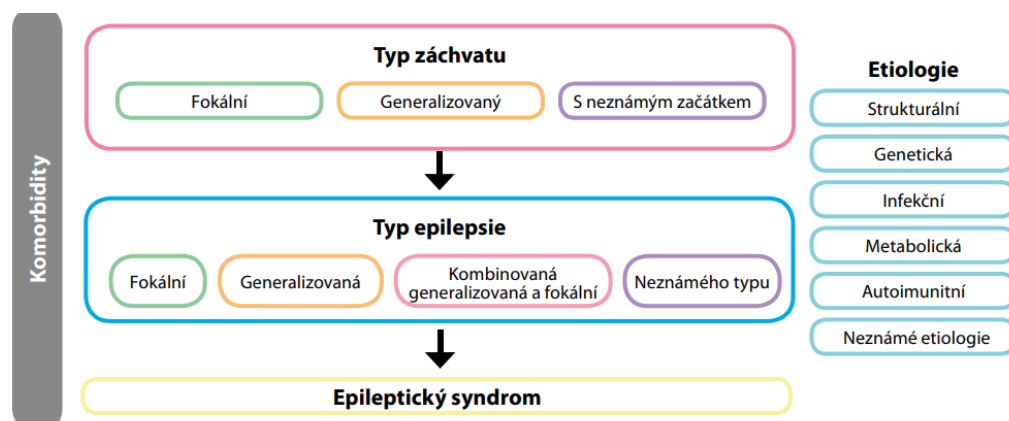 Komorbidity
Typ záchvatu
Fokální
Generalizovaný
S neznámým začátkem
Typ epilepsie
Fokální
Generalizovaná
Kombinovaná
generalizovaná a fokální
Neznámého typu
Epileptický syndrom
Etiologie
Strukturální
Genetická
Infekční
Metabolická
Autoimunitní
Neznámé etiologie